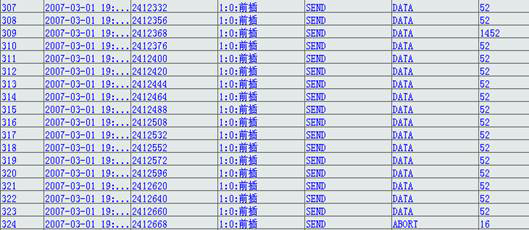 307 2007-03-01 19:... 2412332 1:0:前插 SEND DATA 52
308 2007-03-01 19:... 2412356 1:0:前插 SEND DATA 52
309 2007-03-01 19:... 2412368 1:0:前插 SEND DATA 1452
310 2007-03-01 19:... 2412376 1:0:前插 SEND DATA 52
311 2007-03-01 19:... 2412400 1:0:前插 SEND DATA 52
312 2007-03-01 19:... 2412420 1:0:前插 SEND DATA 52
313 2007-03-01 19:... 2412444 1:0:前插 SEND DATA 52
314 2007-03-01 19:... 2412464 1:0:前插 SEND DATA 52
315 2007-03-01 19:... 2412488 1:0:前插 SEND DATA 52
316 2007-03-01 19:... 2412508 1:0:前插 SEND DATA 52
317 2007-03-01 19:... 2412532 1:0:前插 SEND DATA 52
318 2007-03-01 19:... 2412552 1:0:前插 SEND DATA 52
319 2007-03-01 19:... 2412572 1:0:前插 SEND DATA 52
320 2007-03-01 19:... 2412596 1:0:前插 SEND DATA 52
321 2007-03-01 19:... 2412620 1:0:前插 SEND DATA 52
322 2007-03-01 19:... 2412640 1:0:前插 SEND DATA 52
323 2007-03-01 19:... 2412660 1:0:前插 SEND DATA 52
324 2007-03-01 19:... 2412668 1:0:前插 SEND ABORT 16